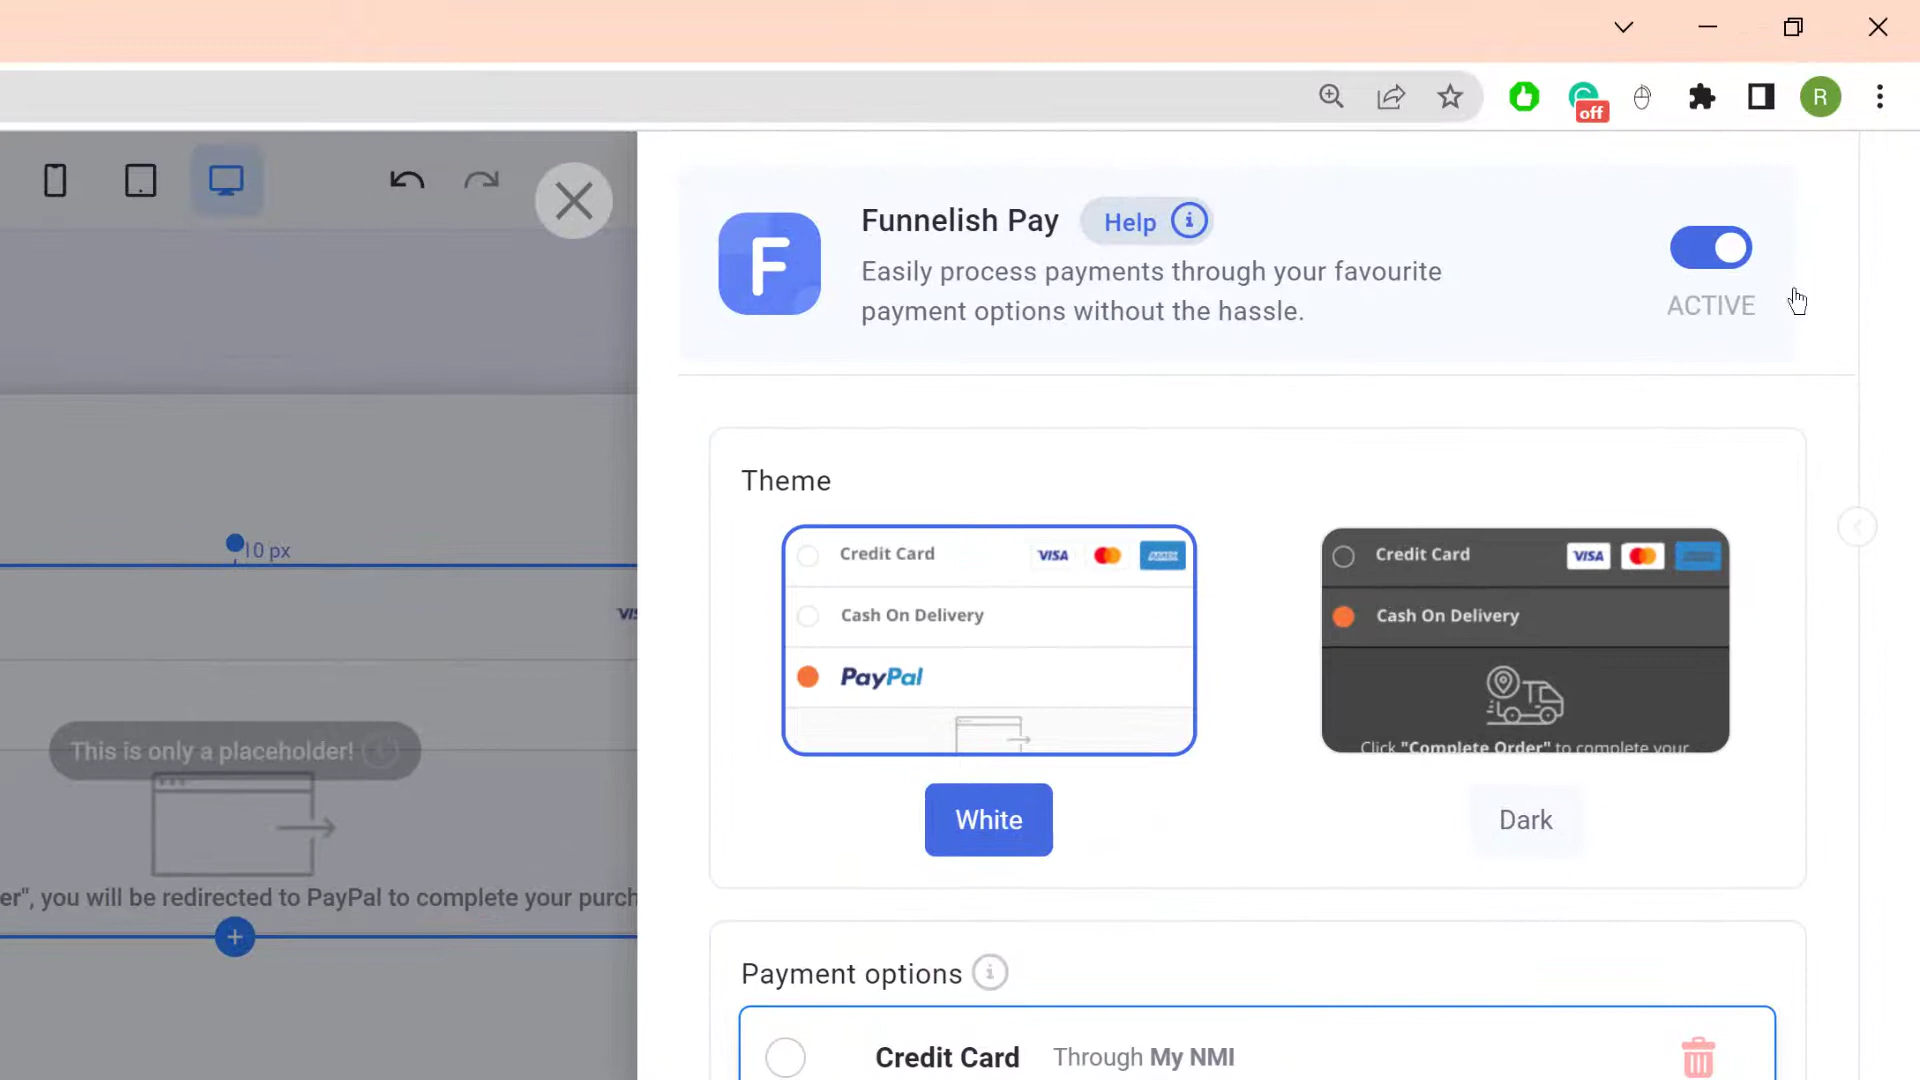 off
R
Funnelish Pay
Help
Easily process payments through your favourite
payment options without the hassle.
ACTIVE
F
10 px
This is only a placeholder!
er", you will be redirected to PayPal to complete your purch
Theme
Credit Card VISA
Cash On Delivery
PayPal
White
Credit Card VISA
Cash On Delivery
Click "Complete Order" to complete your
Dark
Payment options
Credit Card Through My NMI